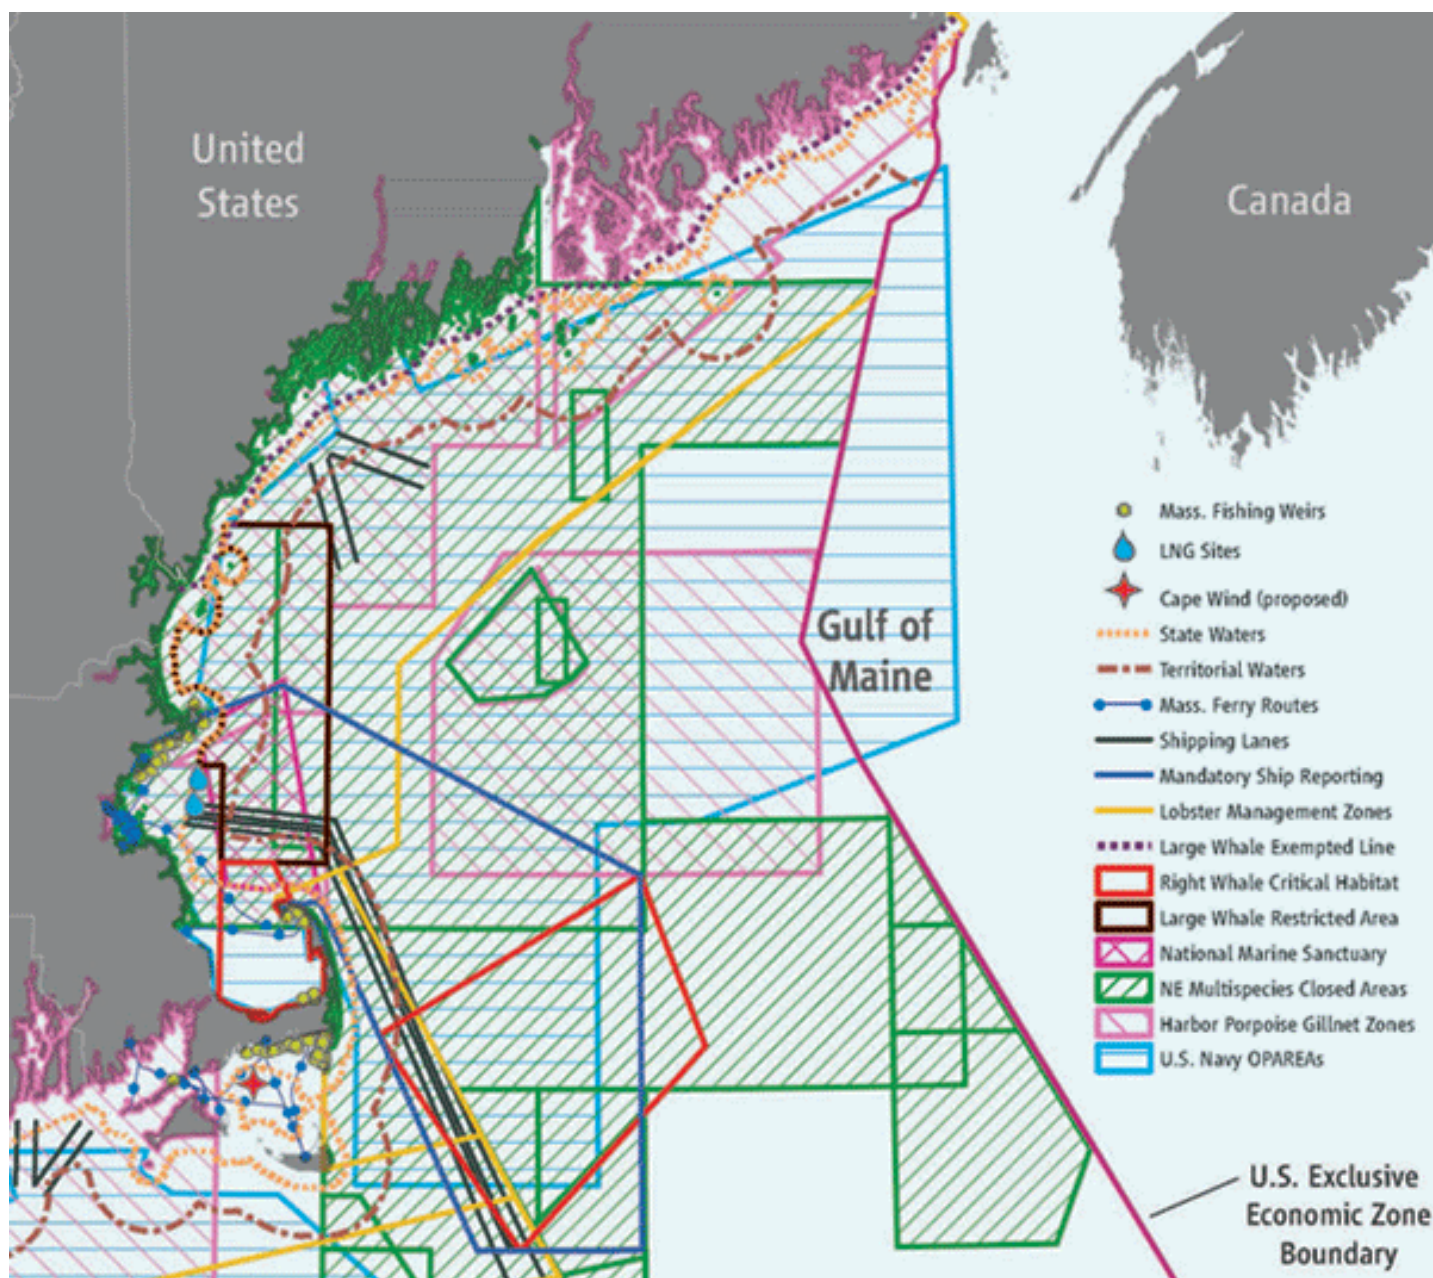 United
States
Canada
Gulf of
Maine
Mass. Fishing Weirs
LNG Sites
Cape Wind (proposed)
State Waters
Territorial Waters
Mass. Ferry Routes
Shipping Lanes
Mandatory Ship Reporting
Lobster Management Zones
Large Whale Exempted Line
Right Whale Critical Habitat
Large Whale Restricted Area
National Marine Sanctuary
NE Multispecies Closed Areas
Harbor Porpoise Gillnet Zones
U.S. Navy OPAREAs
U.S. Exclusive
Economic Zone
Boundary